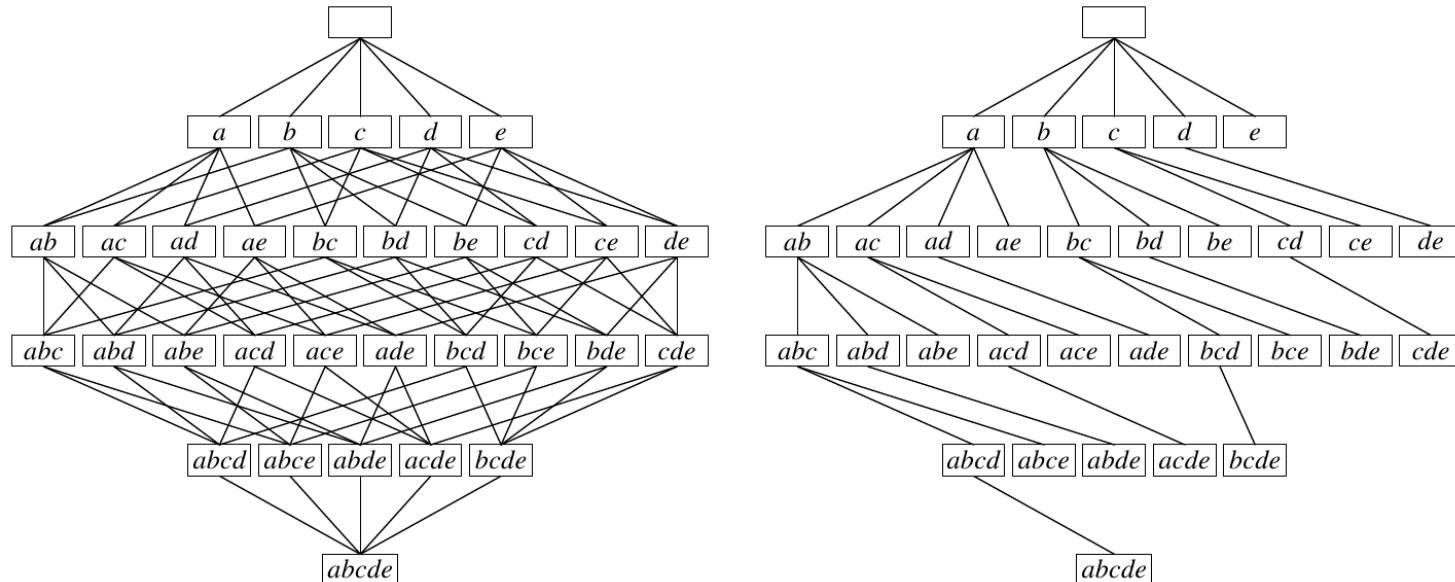 a b c d e a b c d e
ab ac ad ae bc bd be cd ce de ab ac ad ae bc bd be cd ce de
abc abd abe acd ace ade bcd bce bde cde abc abd abe acd ace ade bcd bce bde cde
abcd abce abde acde bcde abcd abce abde acde bcde
abcde abcde